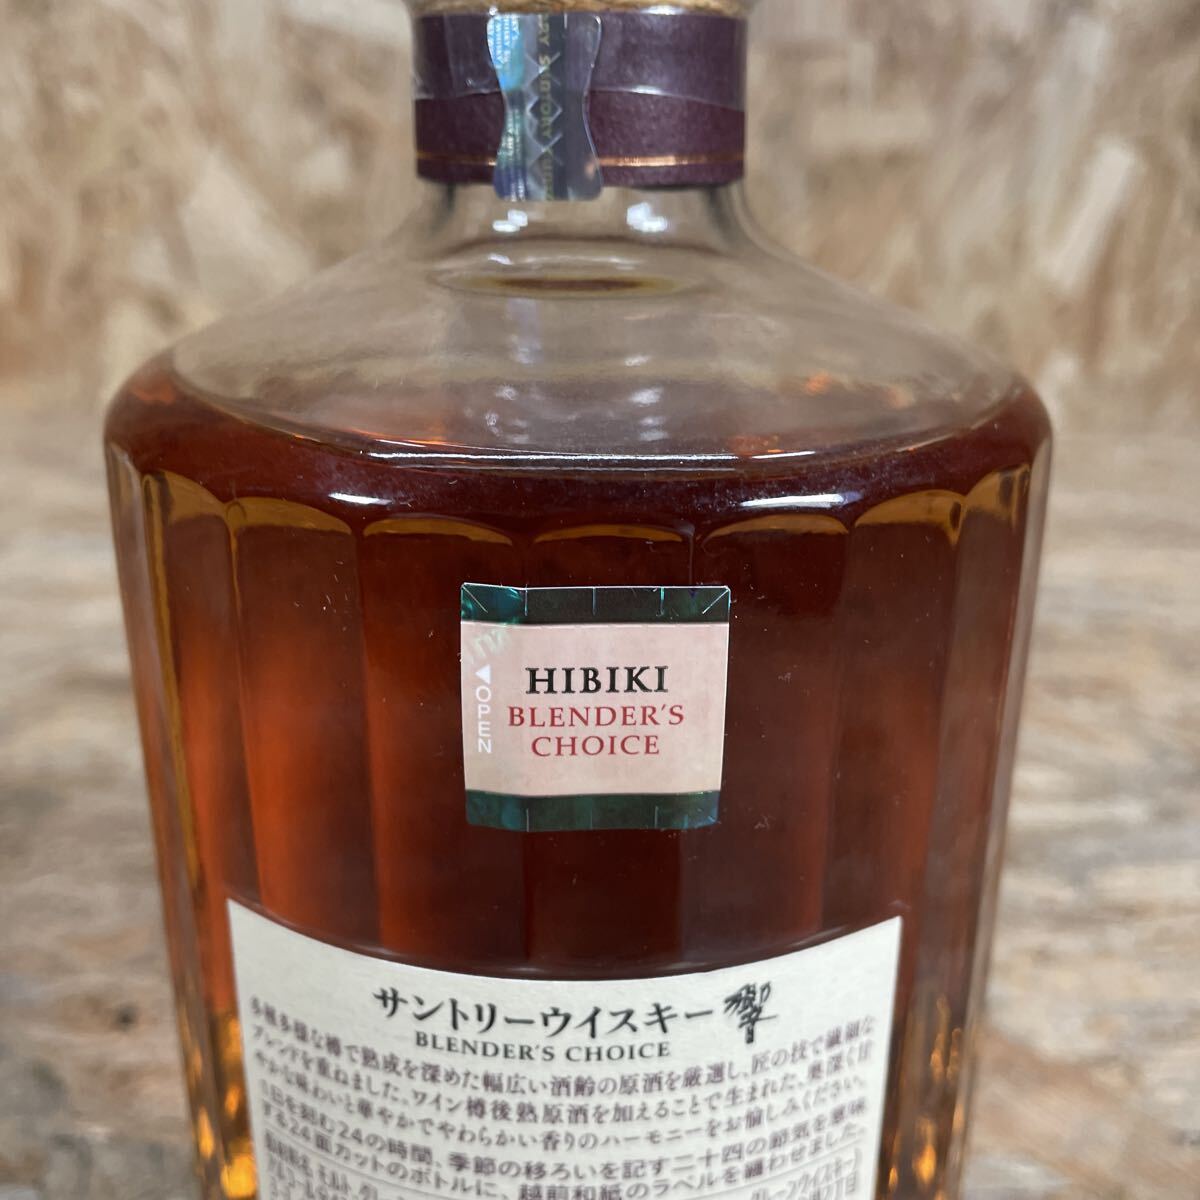 SUNTORY
◀OPEN
HIBIKI
BLENDER'S
CHOICE
サントリーウイスキー響
BLENDER'S CHOICE
多種多様な樽で熟成を深めた幅広い酒齢の原酒を厳選し、匠の技で繊細な
ブレンドを重ねました。ワイン樽後熟原酒を加えることで生まれた、奥深く甘
やかな味わいと華やかでやわらかい香りのハーモニーをお愉しみください。
1日を刻む24の時間、季節の移ろいを記す二十四の節気を意味
する24面カットのボトルに、越前和紙のラベルを纏わせました。